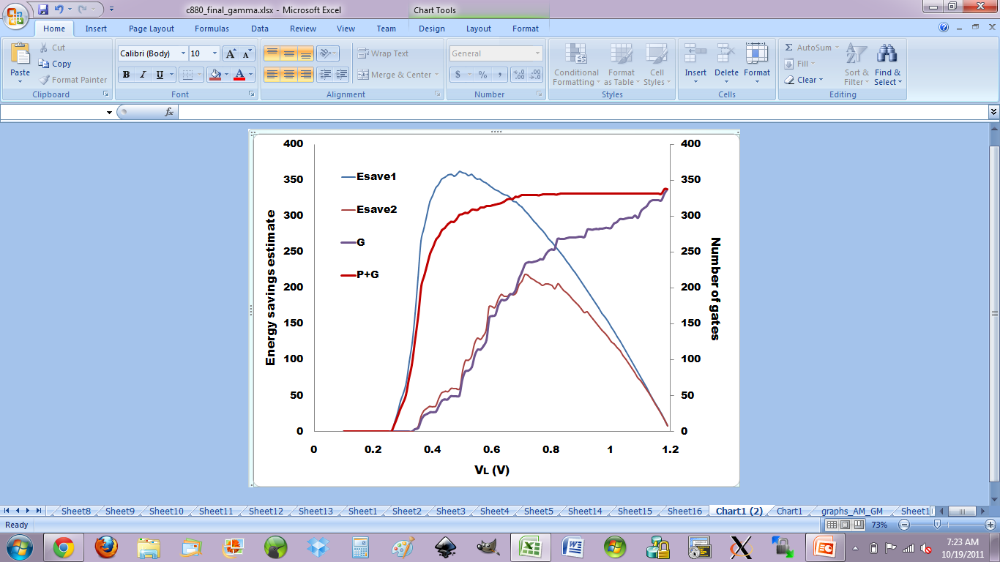 c880_final_gamma.xlsx - Microsoft Excel
Chart Tools
Home Insert Page Layout Formulas Data Review View Team Design Layout Format
Paste
Cut
Copy
Format Painter
Clipboard
Calibri (Body) 10
B I U
Font
Wrap Text
Merge & Center
Alignment
General
$ % ,
Number
Conditional Formatting
Format as Table
Cell Styles
Styles
Insert Delete Format
Cells
Σ AutoSum
Fill
Clear
Sort & Filter
Find & Select
Editing
fx
Energy savings estimate
400
350
300
250
200
150
100
50
0
Esave1
Esave2
G
P+G
400
350
300
250
200
150
100
50
0
Number of gates
0 0.2 0.4 0.6 0.8 1 1.2
VL (V)
Sheet8 Sheet9 Sheet10 Sheet11 Sheet12 Sheet13 Sheet1 Sheet2 Sheet3 Sheet4 Sheet5 Sheet14 Sheet15 Sheet16 Chart1 (2) Chart1 graphs_AM_GM Sheet1
Ready
73%
7:23 AM
10/19/2011